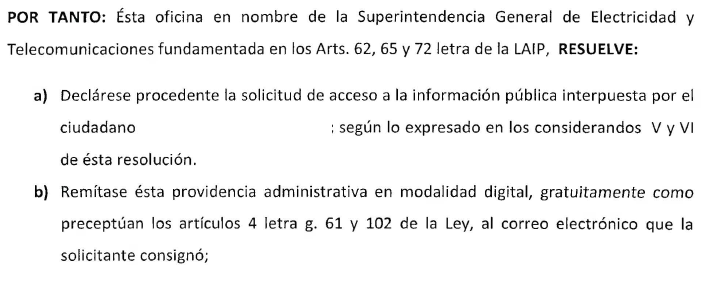 POR TANTO: Ésta oficina en nombre de la Superintendencia General de Electricidad y
Telecomunicaciones fundamentada en los Arts. 62, 65 y 72 letra de la LAIP, RESUELVE:
a) Declárese procedente la solicitud de acceso a la información pública interpuesta por el
ciudadano : según lo expresado en los considerandos V y VI
de ésta resolución.
b) Remítase ésta providencia administrativa en modalidad digital, gratuitamente como
preceptúan los artículos 4 letra g. 61 y 102 de la Ley, al correo electrónico que la
solicitante consignó;